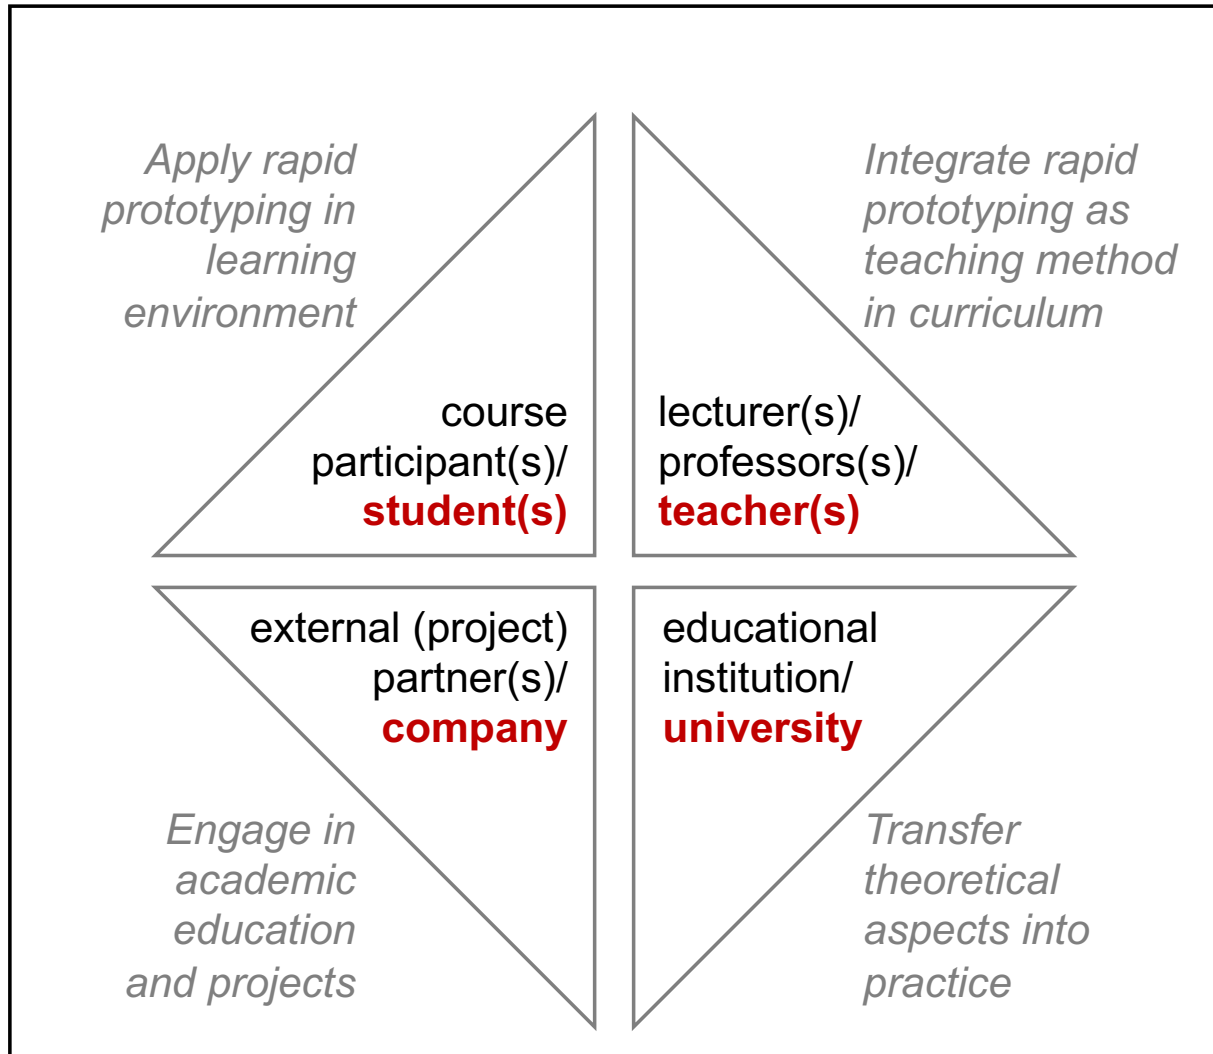 Apply rapid
prototyping in
learning
environment
Integrate rapid
prototyping as
teaching method
in curriculum
course
participant(s)/
student(s)
lecturer(s)/
professors(s)/
teacher(s)
external (project)
partner(s)/
company
educational
institution/
university
Engage in
academic
education
and projects
Transfer
theoretical
aspects into
practice